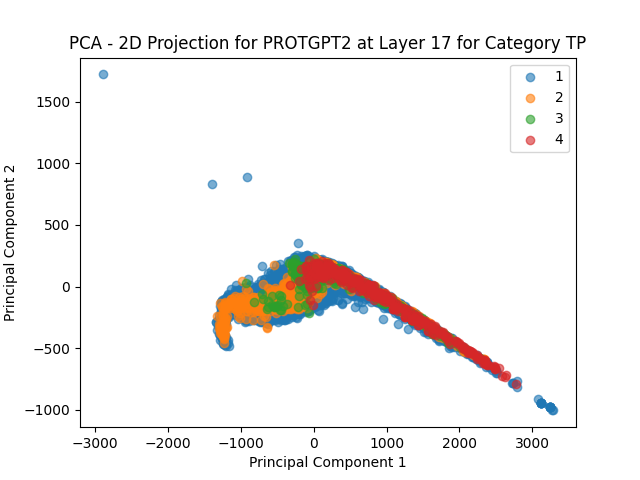 PCA - 2D Projection for PROTGPT2 at Layer 17 for Category TP
1
2
3
4
1500
1000
500
0
−500
−1000
Principal Component 2
−3000 −2000 −1000 0 1000 2000 3000
Principal Component 1